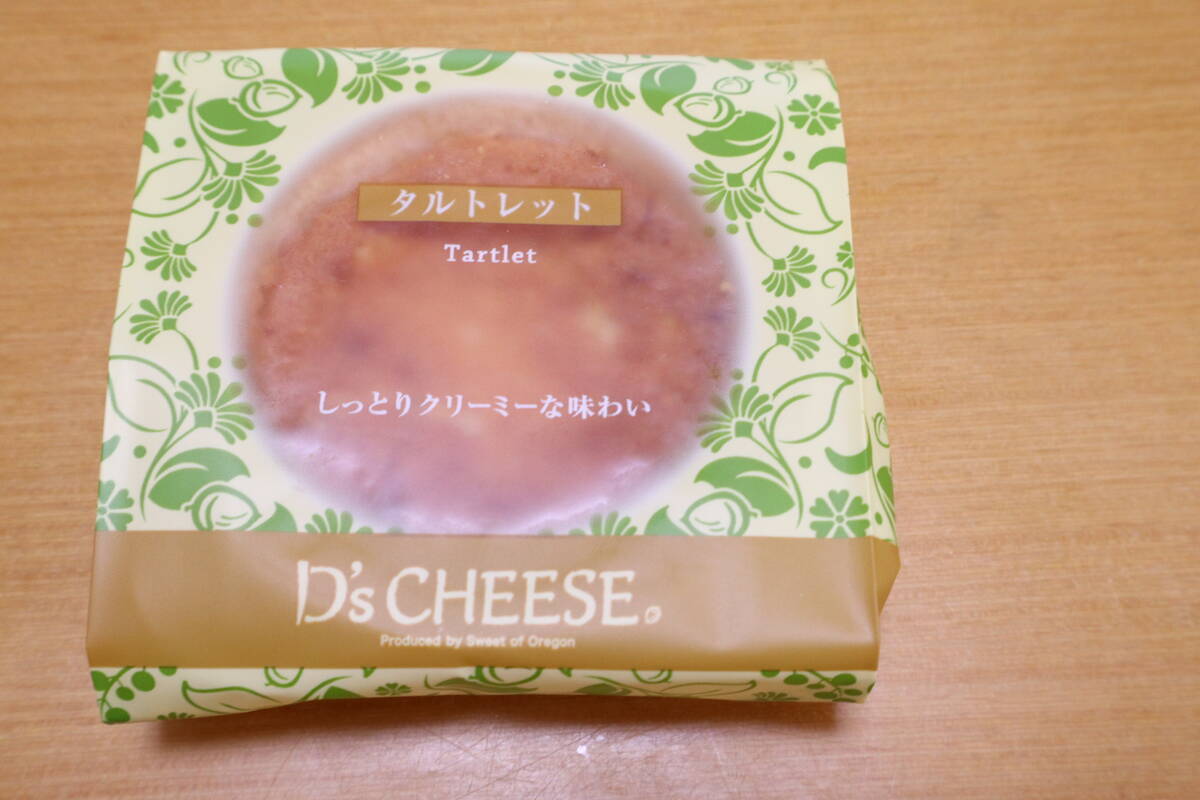 タルトレット
Tartlet
しっとりクリーミーな味わい
D's CHEESE
Produced by Sweet of Oregon